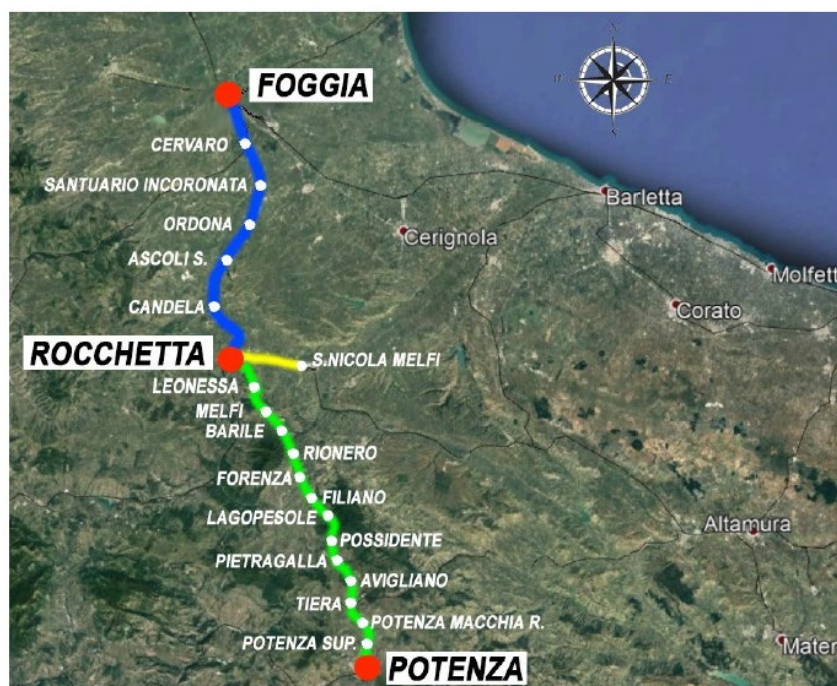 N
W
E
S
FOGGIA
CERVARO
SANTUARIO INCORONATA
Barletta
ORDONA
Cerignola
ASCOLI S.
Molfett
CANDELA
Corato
ROCCHETTA
S.NICOLA MELFI
LEONESSA
MELFI
BARILE
RIONERO
FORENZA
FILIANO
LAGOPESOLE
Altamura
POSSIDENTE
PIETRAGALLA
AVIGLIANO
TIERA
POTENZA MACCHIA R.
POTENZA SUP.
Mater
POTENZA